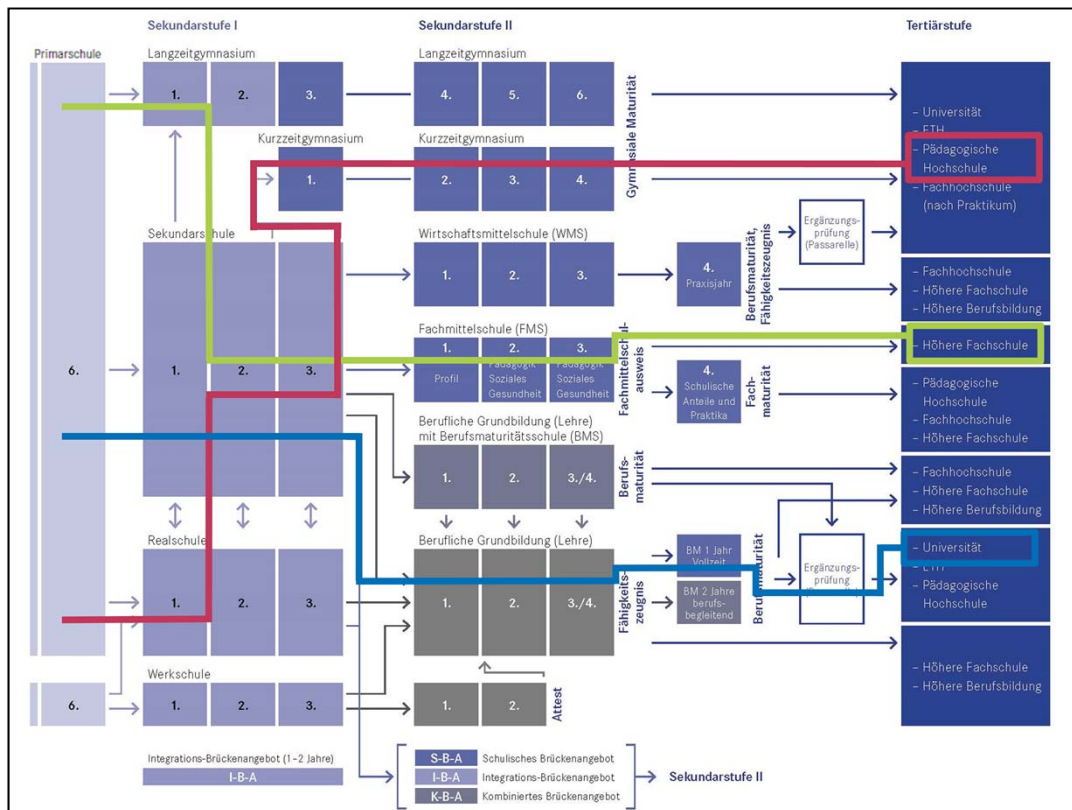 Sekundarstufe I
Sekundarstufe II
Tertiärstufe
Primarschule
6.
6.
Langzeitgymnasium
1. 2. 3.
Kurzzeitgymnasium
1.
Sekundarschule
1. 2. 3.
Realschule
1. 2. 3.
Werkschule
1. 2. 3.
Integrations-Brückenangebot (1–2 Jahre)
I-B-A
Langzeitgymnasium
4. 5. 6.
Kurzzeitgymnasium
2. 3. 4.
Gymnasiale Maturität
Wirtschaftsmittelschule (WMS)
1. 2. 3.
4.
Praxisjahr
Berufsmaturität,
Fähigkeitszeugnis
Ergänzungs-
prüfung
(Passarelle)
Fachmittelschule (FMS)
1. 2. 3.
Profil
Pädagogik
Soziales
Gesundheit
Pädagogik
Soziales
Gesundheit
Fachmittelschul-
ausweis
4.
Schulische
Anteile und
Praktika
Fach-
maturität
Berufliche Grundbildung (Lehre)
mit Berufsmaturitätsschule (BMS)
1. 2. 3./4.
Berufs-
maturität
Berufliche Grundbildung (Lehre)
1. 2. 3./4.
Fähigkeits
zeugnis
BM 1 Jahr
Vollzeit
BM 2 Jahre
berufs-
begleitend
Berufsmaturität
Ergänzungs-
prüfung
1. 2.
Attest
S-B-A Schulisches Brückenangebot
I-B-A Integrations-Brückenangebot
K-B-A Kombiniertes Brückenangebot
Sekundarstufe II
– Universität
– ETH
– Pädagogische
Hochschule
– Fachhochschule
(nach Praktikum)
– Fachhochschule
– Höhere Fachschule
– Höhere Berufsbildung
– Höhere Fachschule
– Pädagogische
Hochschule
– Fachhochschule
– Höhere Fachschule
– Fachhochschule
– Höhere Fachschule
– Höhere Berufsbildung
– Universität
– ETH
– Pädagogische
Hochschule
– Höhere Fachschule
– Höhere Berufsbildung